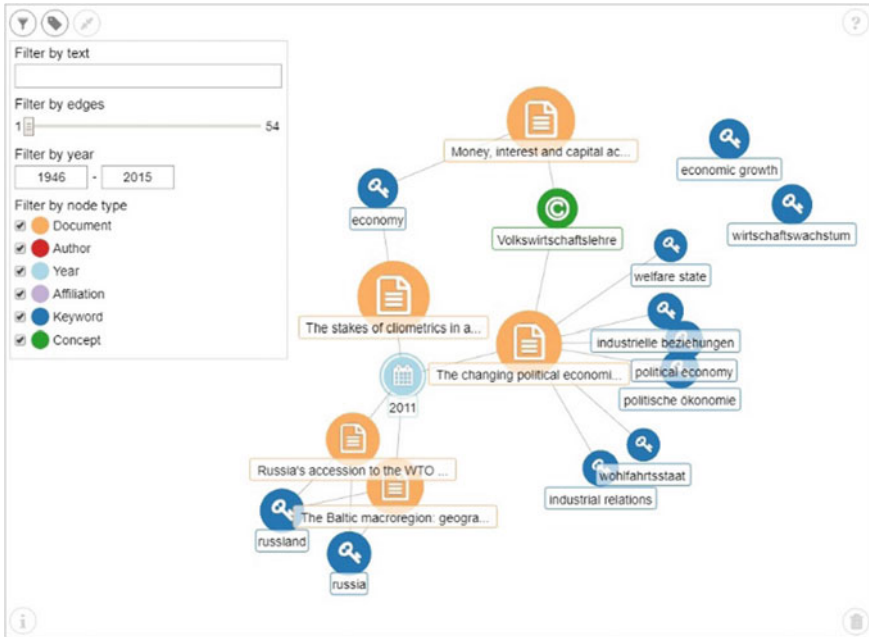 Filter by text
Filter by edges
1 54
Filter by year
1946 - 2015
Filter by node type
Document
Author
Year
Affiliation
Keyword
Concept
?
Money, interest and capital ac...
economic growth
economy
Volkswirtschaftslehre
wirtschaftswachstum
welfare state
The stakes of cliometrics in a...
industrielle beziehungen
The changing political economi...
political economy
politische ökonomie
2011
Russia's accession to the WTO ...
wohlfahrtsstaat
industrial relations
The Baltic macroregion: geogra...
russland
russia
i